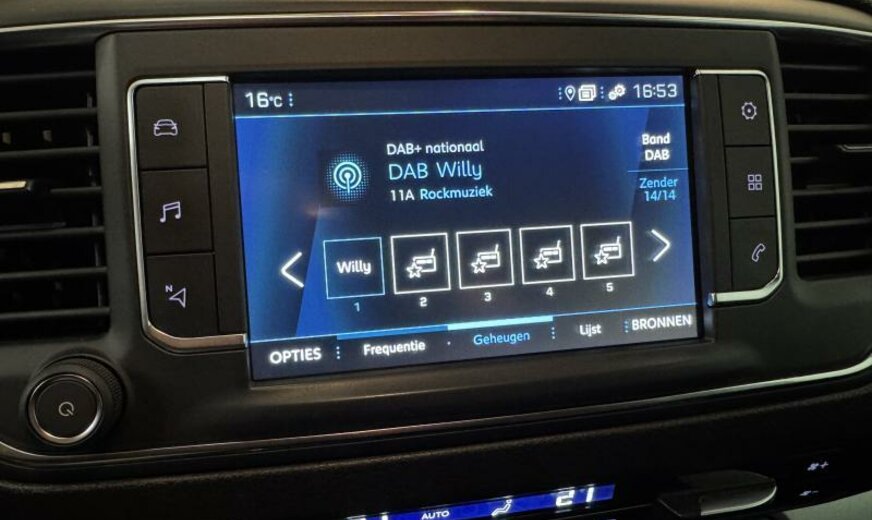 16°C
16:53
DAB+ nationaal
DAB Willy
11A Rockmuziek
Band
DAB
Zender
14/14
Willy
1 2 3 4 5
OPTIES Frequentie Geheugen Lijst BRONNEN
N
AUTO 21